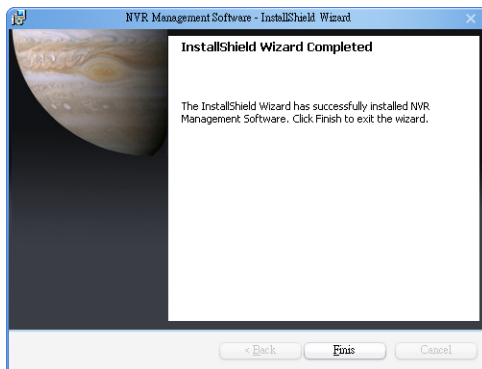 NVR Management Software - InstallShield Wizard
InstallShield Wizard Completed
The InstallShield Wizard has successfully installed NVR
Management Software. Click Finish to exit the wizard.
< Back Finis Cancel